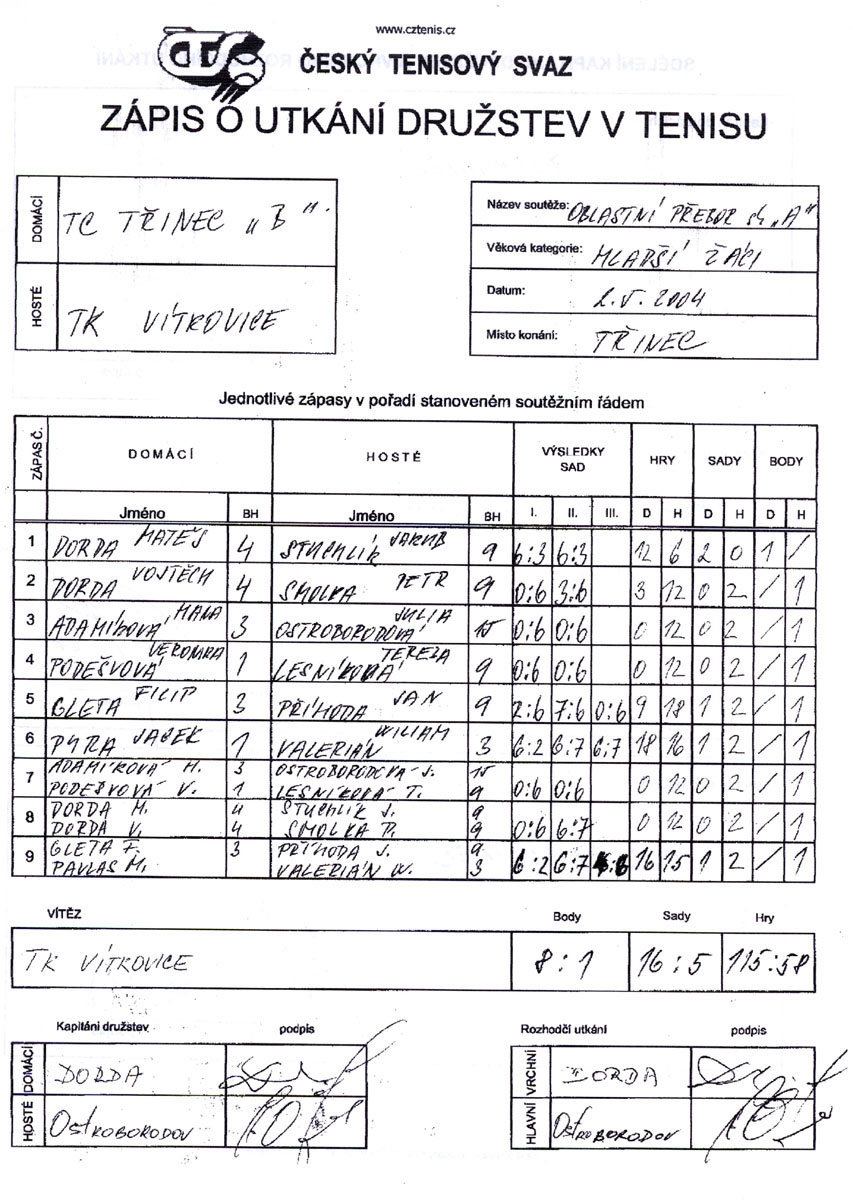 www.cztenis.cz
ČESKÝ TENISOVÝ SVAZ
ZÁPIS O UTKÁNÍ DRUŽSTEV V TENISU
DOMÁCÍ TC TŘINEC „B".
HOSTÉ TK VÍTKOVICE
Název soutěže: OBLASTNÍ PŘEBOR sk „A"
Věková kategorie: MLADŠÍ ŽÁCI
Datum: 2.V. 2004
Místo konání: TŘINEC
Jednotlivé zápasy v pořadí stanoveném soutěžním řádem
ZÁPAS Č. DOMÁCÍ HOSTÉ VÝSLEDKY SAD HRY SADY BODY
Jméno BH Jméno BH I. II. III. D H D H D H
1 DORDA MATĚJ 4 STUCHLÍK JAKUB 9 6:3 6:3 12 6 2 0 1 /
2 DORDA VOJTĚCH 4 SMOLKA PETR 9 0:6 3:6 3 12 0 2 / 1
3 ADAMÍKOVÁ HANA 3 OSTROBORODOVÁ JULIA 15 0:6 0:6 0 12 0 2 / 1
4 PODEŠVOVÁ VERONIKA 1 LESNÍKOVÁ TEREZA 9 0:6 0:6 0 12 0 2 / 1
5 GLETA FILIP 3 PŘÍHODA JAN 9 2:6 7:6 0:6 9 18 1 2 / 1
6 PYRA JACEK 1 VALERIÁN WILIAM 3 6:2 6:7 6:7 18 16 1 2 / 1
7 ADAMÍKOVÁ H. 3 OSTROBORODOVÁ J. 15
PODEŠVOVÁ V. 1 LESNÍKOVÁ T. 9 0:6 0:6 0 12 0 2 / 1
8 DORDA M. 4 STUCHLÍK J. 9
DORDA V. 4 SMOLKA P. 9 0:6 6:7 0 12 0 2 / 1
9 GLETA F. 3 PŘÍHODA J. 9
PAVLAS M. VALERIÁN W. 3 6:2 6:7 16 15 1 2 / 1
VÍTĚZ Body Sady Hry
TK VÍTKOVICE 8:1 16:5 115:58
Kapitáni družstev podpis Rozhodčí utkání podpis
DOMÁCÍ DORDA VRCHNÍ DORDA
HOSTÉ OSTROBORODOV HLAVNÍ OSTROBORODOV